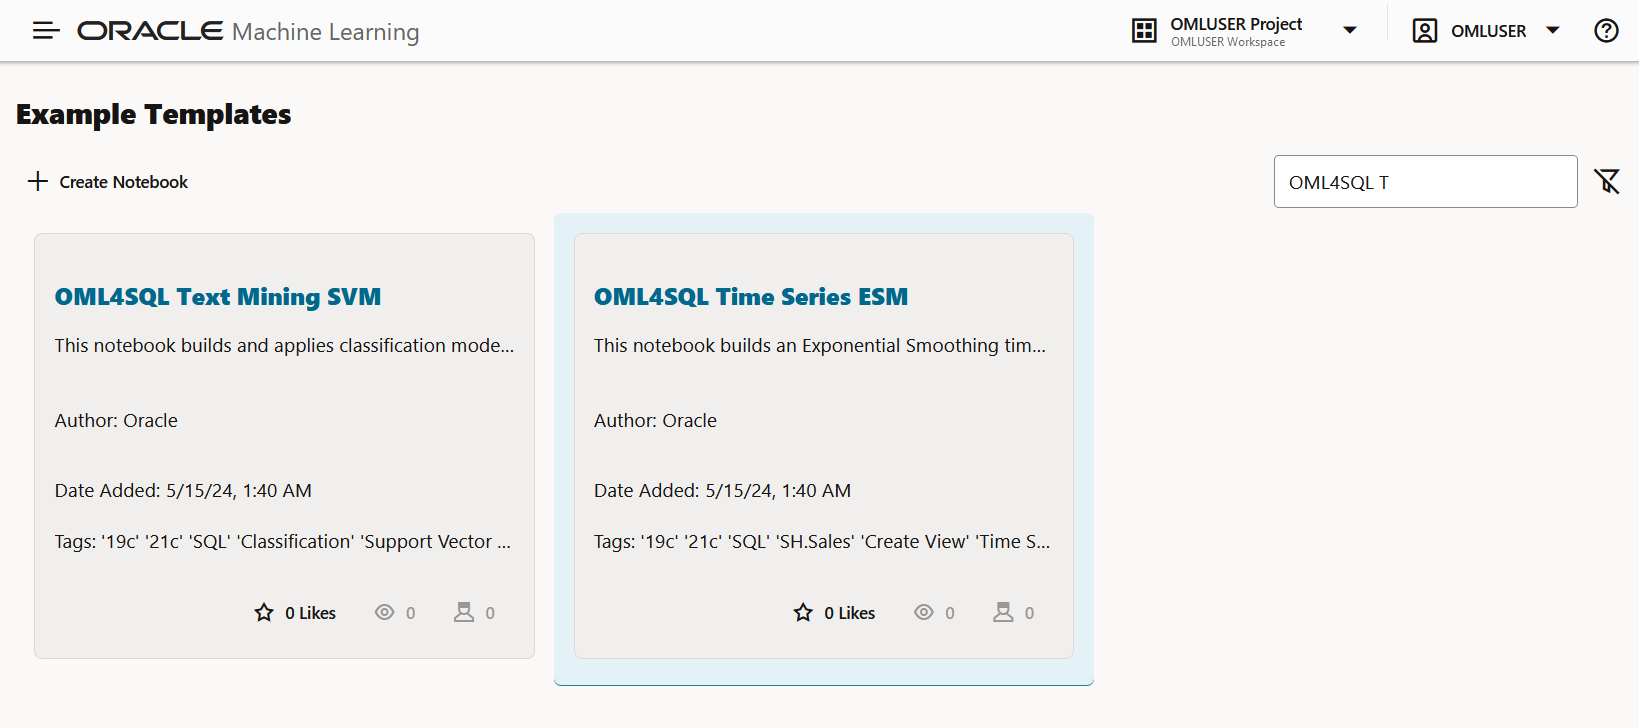 ORACLE Machine Learning
OMLUSER Project
OMLUSER Workspace
OMLUSER
Example Templates
Create Notebook
OML4SQL T
OML4SQL Text Mining SVM
This notebook builds and applies classification mode...
Author: Oracle
Date Added: 5/15/24, 1:40 AM
Tags: '19c' '21c' 'SQL' 'Classification' 'Support Vector ...
0 Likes
0
0
OML4SQL Time Series ESM
This notebook builds an Exponential Smoothing tim...
Author: Oracle
Date Added: 5/15/24, 1:40 AM
Tags: '19c' '21c' 'SQL' 'SH.Sales' 'Create View' 'Time S...
0 Likes
0
0